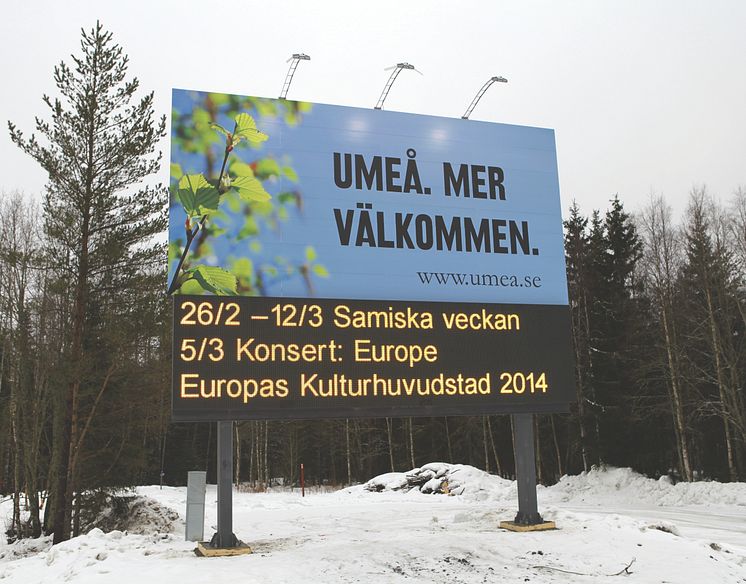 UMEÅ. MER
VÄLKOMMEN.
www.umea.se
26/2 –12/3 Samiska veckan
5/3 Konsert: Europe
Europas Kulturhuvudstad 2014